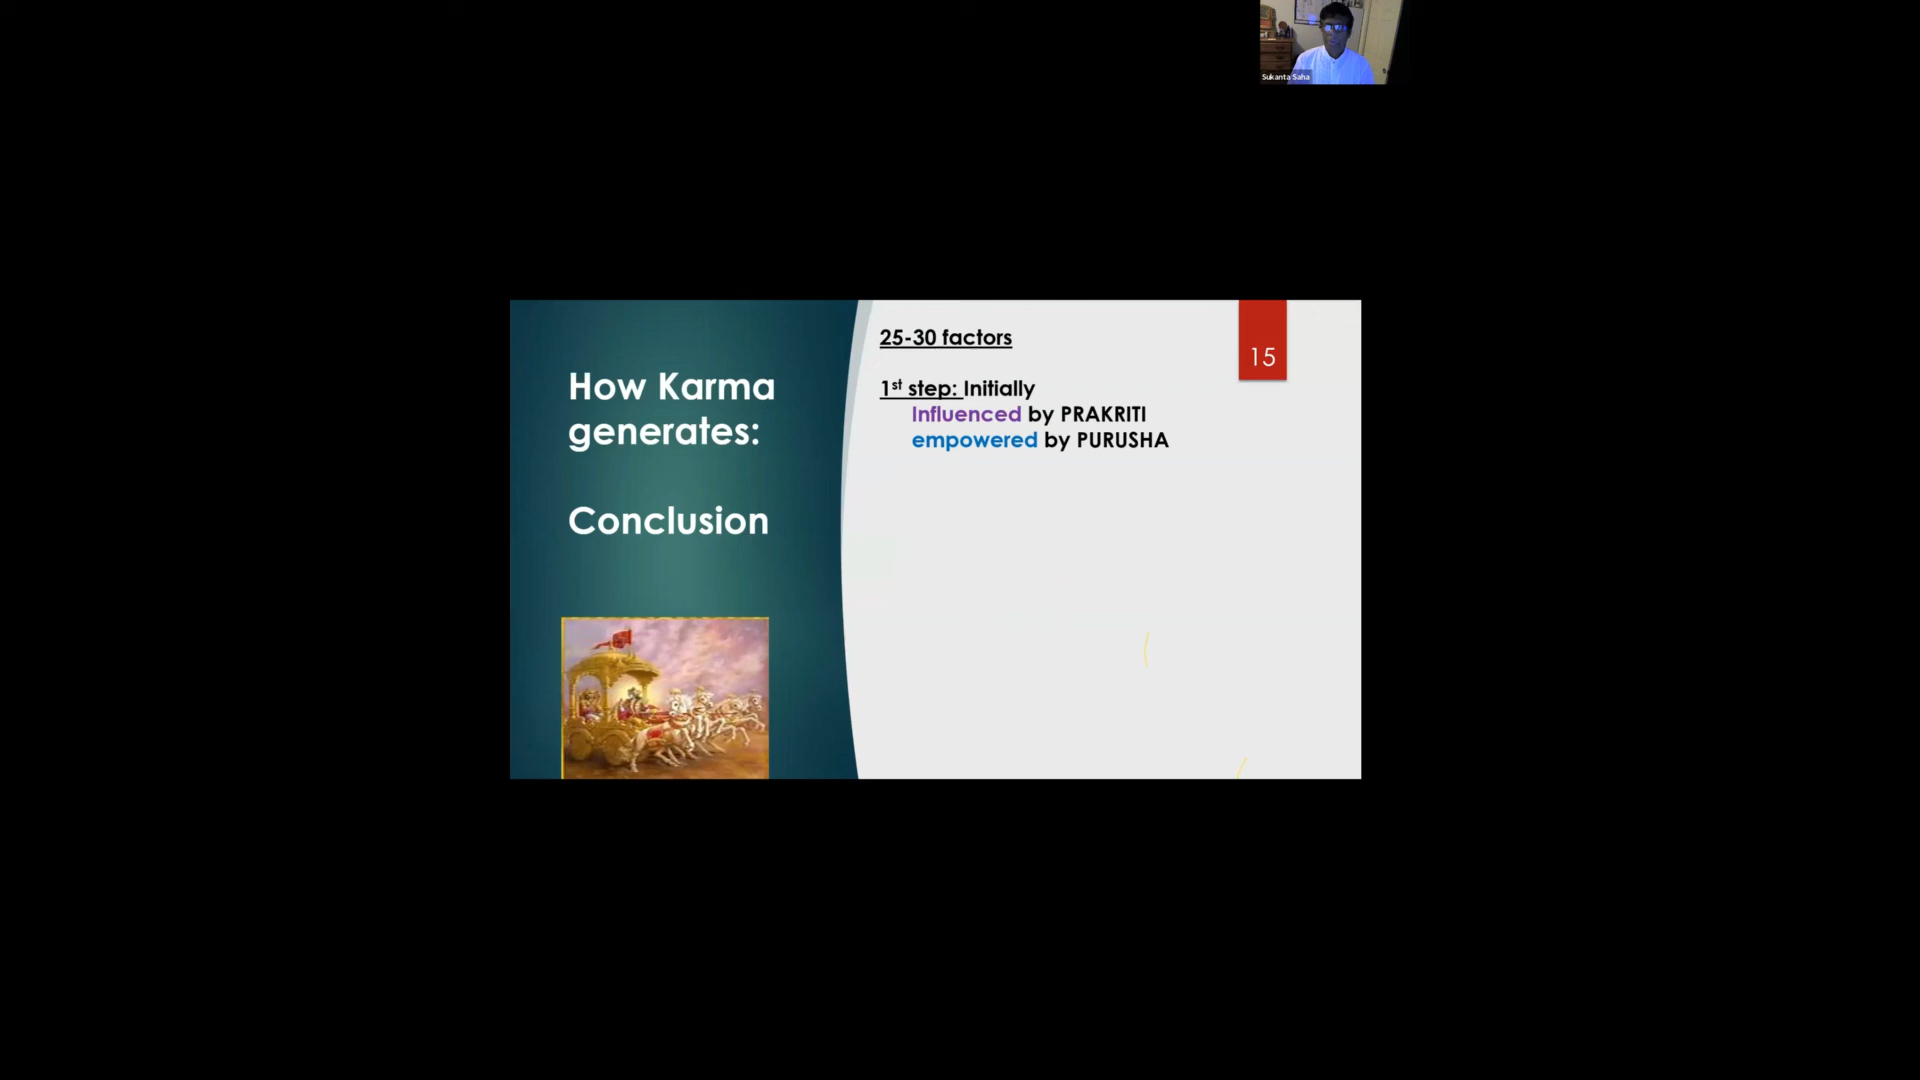 Sukanta Saha
How Karma
generates:
Conclusion
25-30 factors
15
1st step: Initially
Influenced by PRAKRITI
empowered by PURUSHA